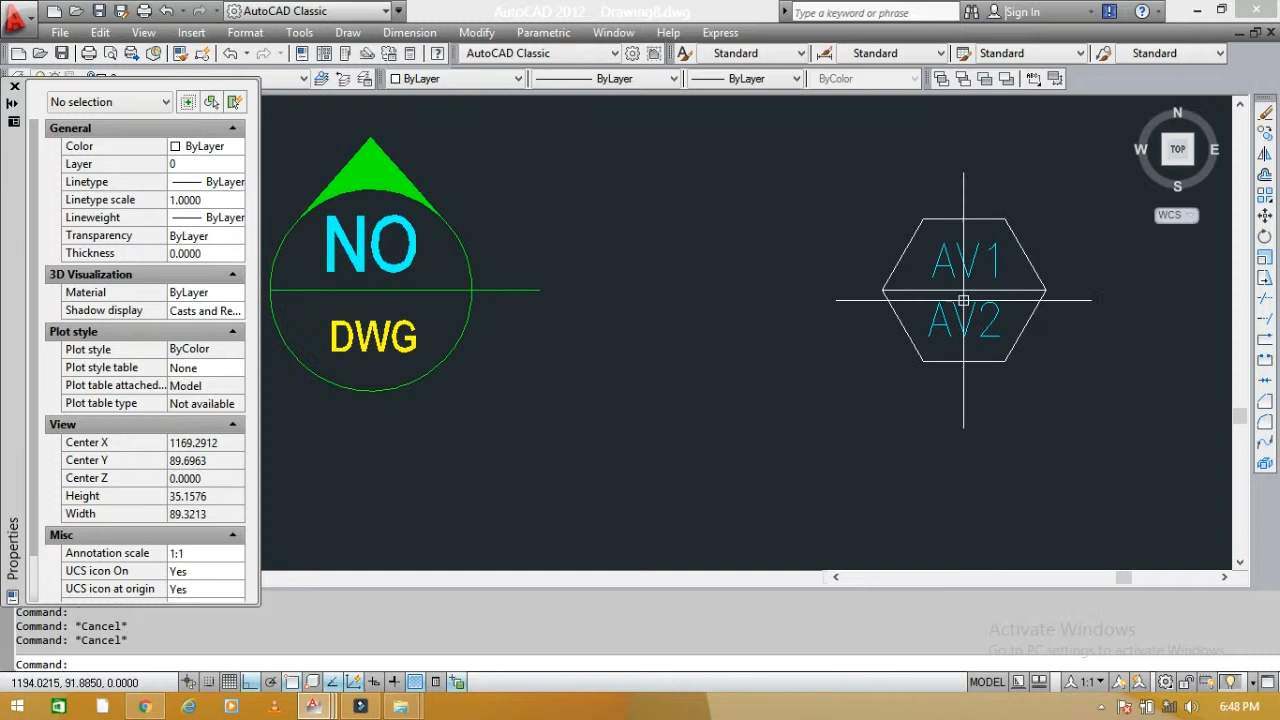 AutoCAD Classic
AutoCAD 2012 Drawing8.dwg
Type a keyword or phrase
Sign In
File Edit View Insert Format Tools Draw Dimension Modify Parametric Window Help Express
AutoCAD Classic
Standard
Standard
Standard
Standard
ByLayer
ByLayer
ByLayer
ByColor
No selection
General
Color ByLayer
Layer 0
Linetype ByLayer
Linetype scale 1.0000
Lineweight ByLayer
Transparency ByLayer
Thickness 0.0000
3D Visualization
Material ByLayer
Shadow display Casts and Re...
Plot style
Plot style ByColor
Plot style table None
Plot table attached... Model
Plot table type Not available
View
Center X 1169.2912
Center Y 89.6963
Center Z 0.0000
Height 35.1576
Width 89.3213
Misc
Annotation scale 1:1
UCS icon On Yes
UCS icon at origin Yes
Properties
NO
DWG
AV1
AV2
N
W TOP E
S
WCS
Command:
Command: *Cancel*
Command: *Cancel*
Command:
Activate Windows
Go to PC settings to activate Windows.
1194.0215, 91.8850, 0.0000
MODEL
1:1
6:48 PM